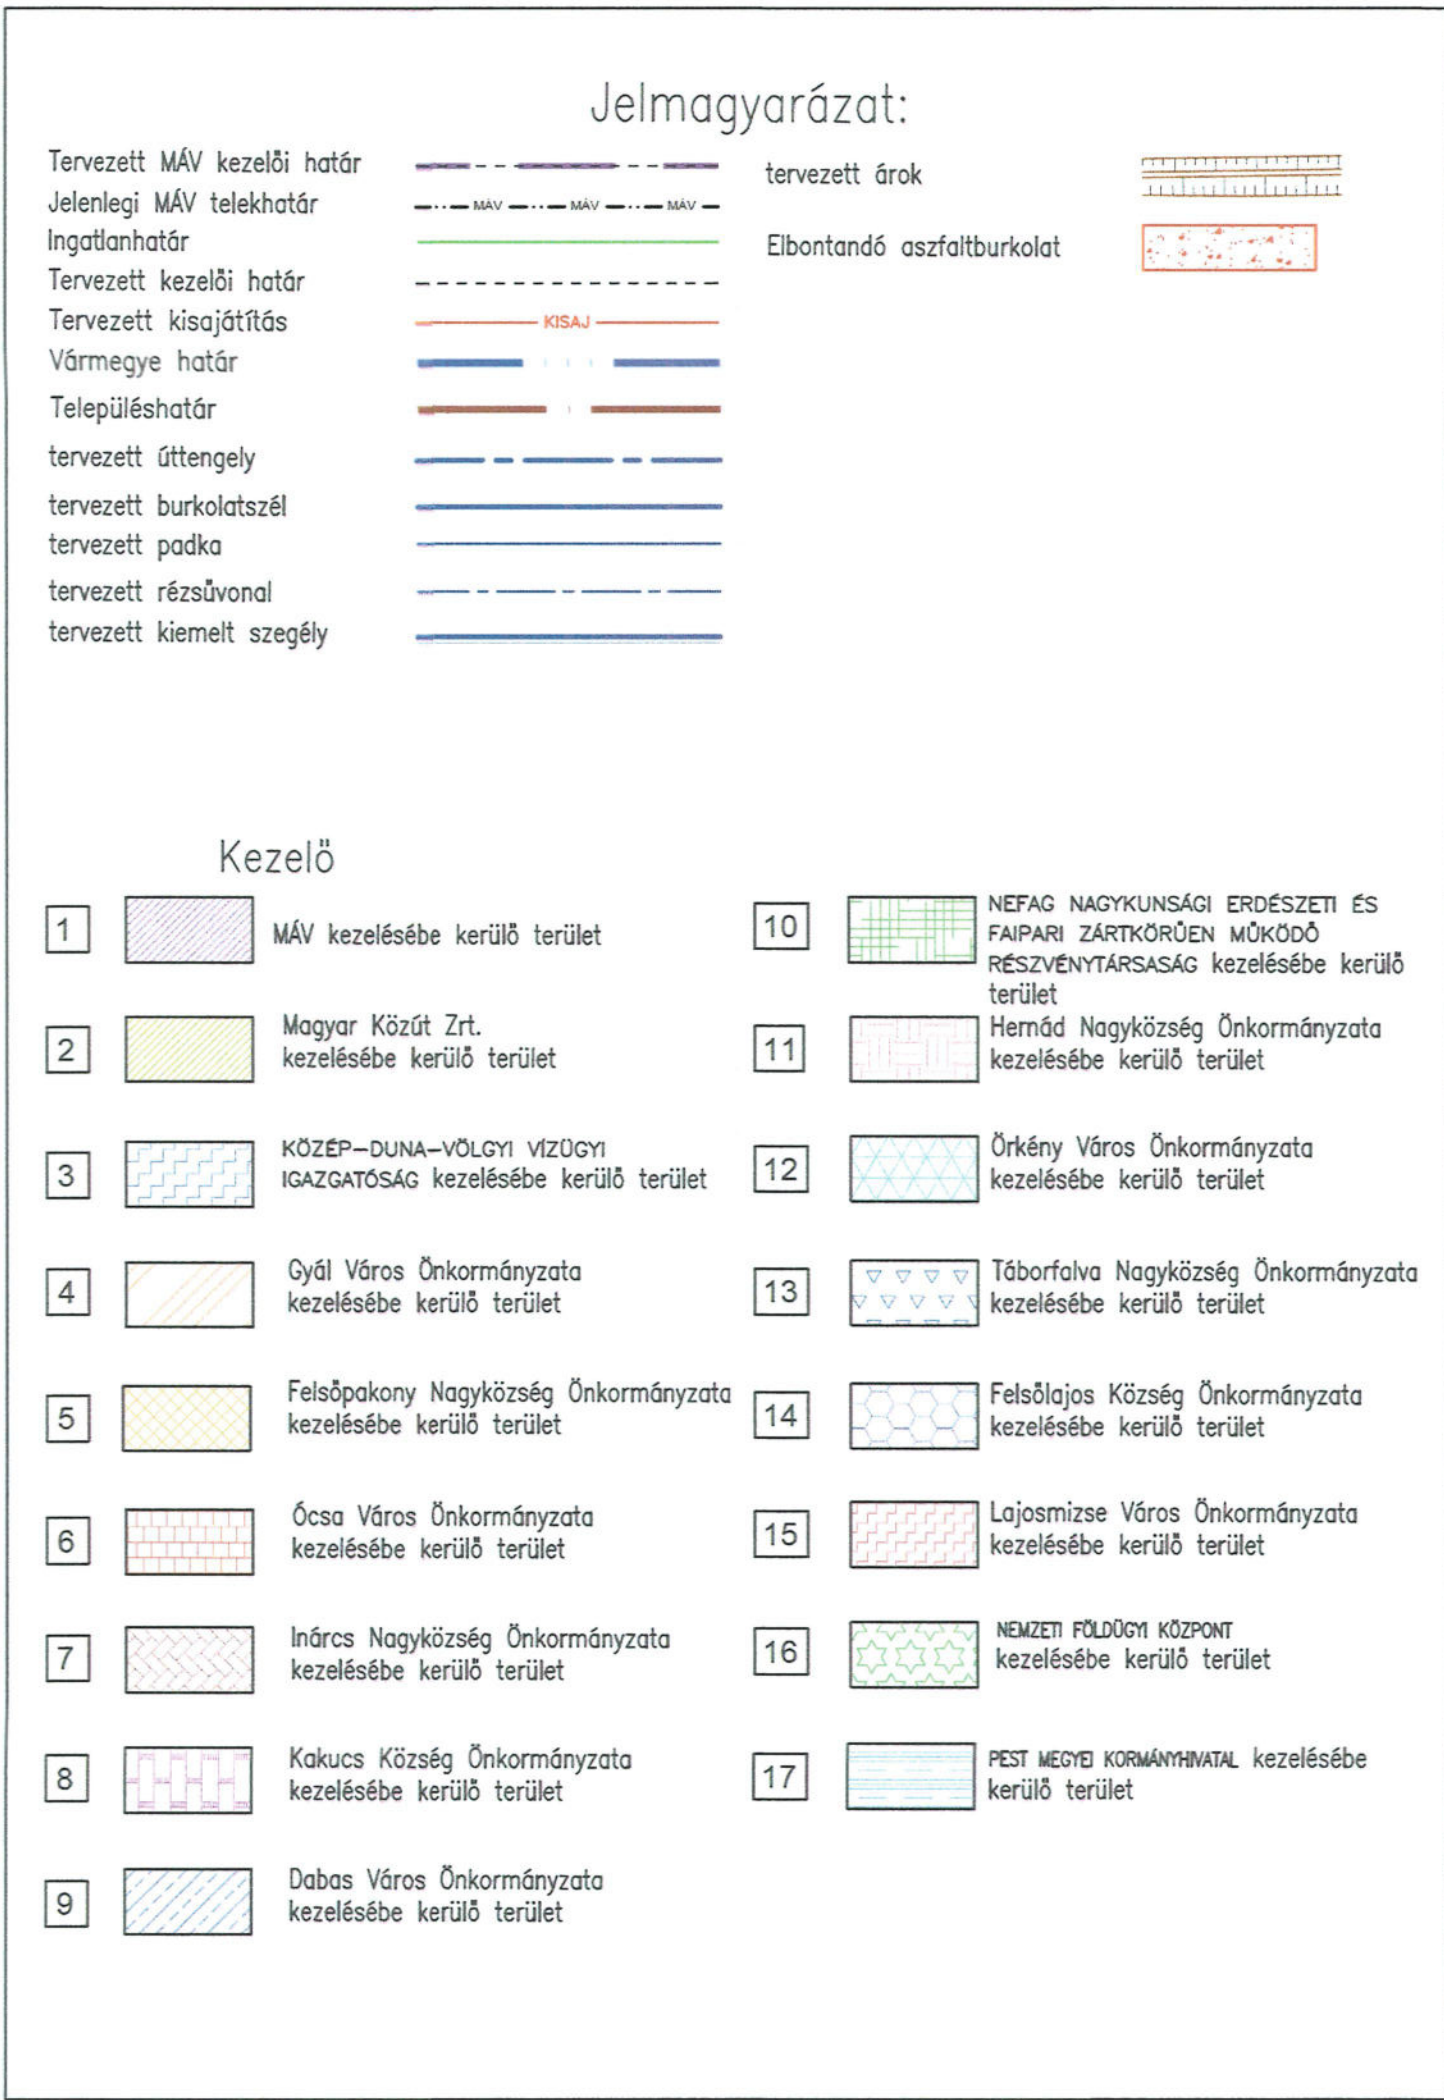 Jelmagyarázat:
Tervezett MÁV kezelői határ
Jelenlegi MÁV telekhatár
MÁV MÁV MÁV
Ingatlanhatár
Tervezett kezelői határ
Tervezett kisajátítás
KISAJ
Vármegye határ
Településhatár
tervezett úttengely
tervezett burkolatszél
tervezett padka
tervezett rézsűvonal
tervezett kiemelt szegély
tervezett árok
Elbontandó aszfaltburkolat
Kezelő
1
MÁV kezelésébe kerülő terület
2
Magyar Közút Zrt.
kezelésébe kerülő terület
3
KÖZÉP-DUNA-VÖLGYI VÍZÜGYI
IGAZGATÓSÁG kezelésébe kerülő terület
4
Gyál Város Önkormányzata
kezelésébe kerülő terület
5
Felsőpakony Nagyközség Önkormányzata
kezelésébe kerülő terület
6
Ócsa Város Önkormányzata
kezelésébe kerülő terület
7
Inárcs Nagyközség Önkormányzata
kezelésébe kerülő terület
8
Kakucs Község Önkormányzata
kezelésébe kerülő terület
9
Dabas Város Önkormányzata
kezelésébe kerülő terület
10
NEFAG NAGYKUNSÁGI ERDÉSZETI ÉS
FAIPARI ZÁRTKÖRŰEN MŰKÖDŐ
RÉSZVÉNYTÁRSASÁG kezelésébe kerülő
terület
11
Hernád Nagyközség Önkormányzata
kezelésébe kerülő terület
12
Örkény Város Önkormányzata
kezelésébe kerülő terület
13
Táborfalva Nagyközség Önkormányzata
kezelésébe kerülő terület
14
Felsőlajos Község Önkormányzata
kezelésébe kerülő terület
15
Lajosmizse Város Önkormányzata
kezelésébe kerülő terület
16
NEMZETI FÖLDÜGYI KÖZPONT
kezelésébe kerülő terület
17
PEST MEGYEI KORMÁNYHIVATAL kezelésébe
kerülő terület